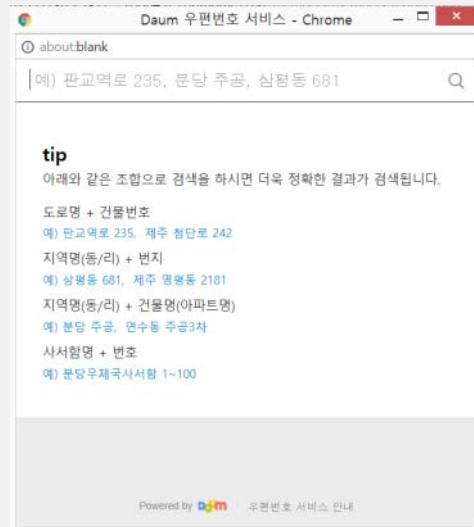 Daum 우편번호 서비스 - Chrome
about:blank
예) 판교역로 235, 분당 주공, 삼평동 681
tip
아래와 같은 조합으로 검색을 하시면 더욱 정확한 결과가 검색됩니다.
도로명 + 건물번호
예) 판교역로 235, 제주 첨단로 242
지역명(동/리) + 번지
예) 삼평동 681, 제주 영평동 2181
지역명(동/리) + 건물명(아파트명)
예) 분당 주공, 연수동 주공3차
사서함명 + 번호
예) 분당우체국사서함 1~100
Powered by Daum 우편번호 서비스 안내